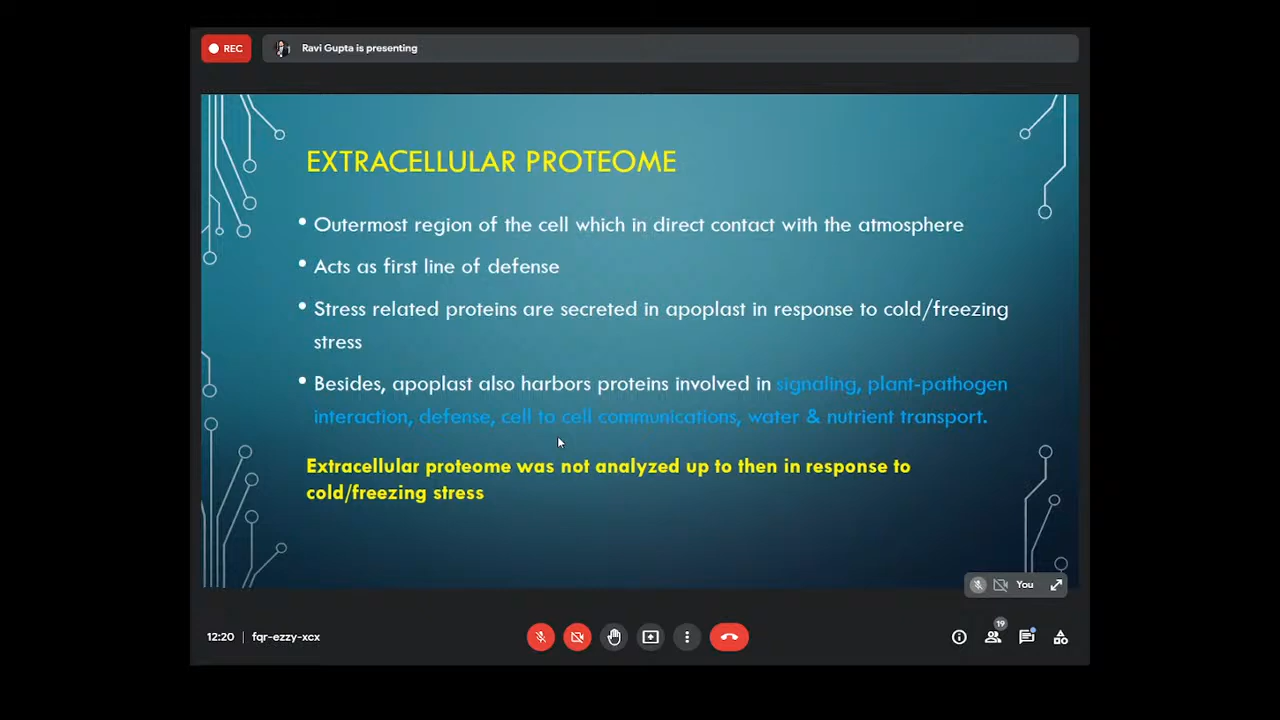 REC
Ravi Gupta is presenting
EXTRACELLULAR PROTEOME
• Outermost region of the cell which in direct contact with the atmosphere
• Acts as first line of defense
• Stress related proteins are secreted in apoplast in response to cold/freezing
stress
• Besides, apoplast also harbors proteins involved in signaling, plant-pathogen
interaction, defense, cell to cell communications, water & nutrient transport.
Extracellular proteome was not analyzed up to then in response to
cold/freezing stress
You
12:20 | fqr-ezzy-xcx
19